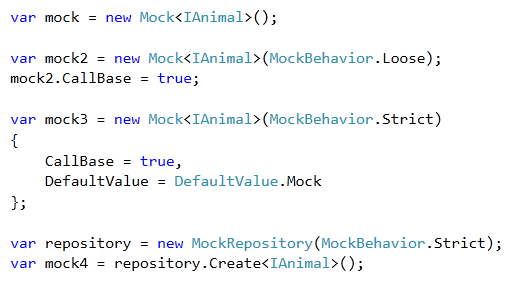 var mock = new Mock<IAnimal>();
var mock2 = new Mock<IAnimal>(MockBehavior.Loose);
mock2.CallBase = true;
var mock3 = new Mock<IAnimal>(MockBehavior.Strict)
{
CallBase = true,
DefaultValue = DefaultValue.Mock
};
var repository = new MockRepository(MockBehavior.Strict);
var mock4 = repository.Create<IAnimal>();